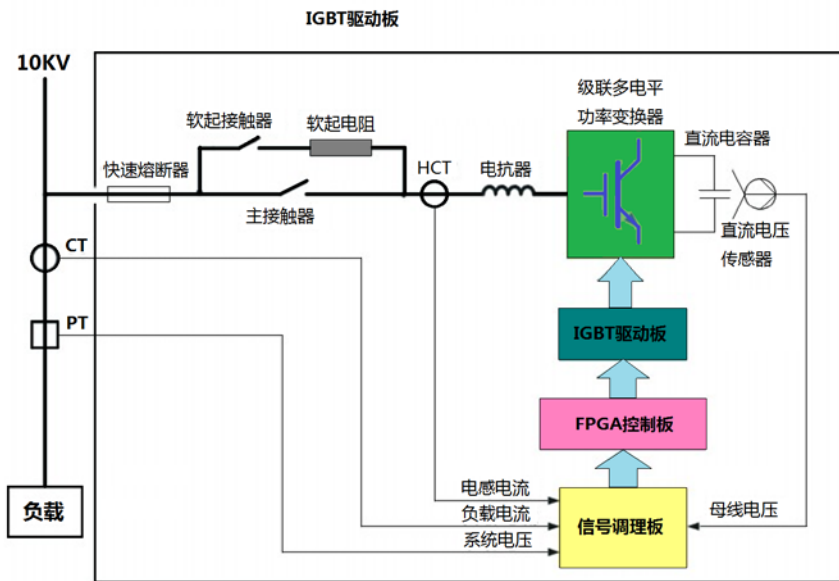 IGBT驱动板
10KV
级联多电平
功率变换器
软起接触器
软起电阻
直流电容器
快速熔断器
HCT
电抗器
主接触器
直流电压
传感器
CT
PT
IGBT驱动板
FPGA控制板
电感电流
负载电流
系统电压
信号调理板
母线电压
负载